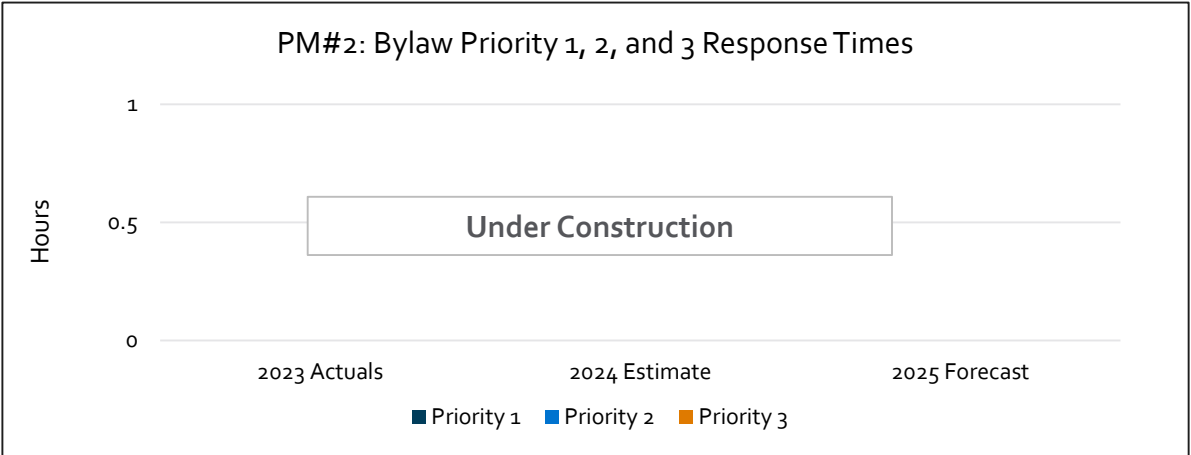 PM#2: Bylaw Priority 1, 2, and 3 Response Times
1
0.5
0
Hours
Under Construction
2023 Actuals 2024 Estimate 2025 Forecast
Priority 1 Priority 2 Priority 3